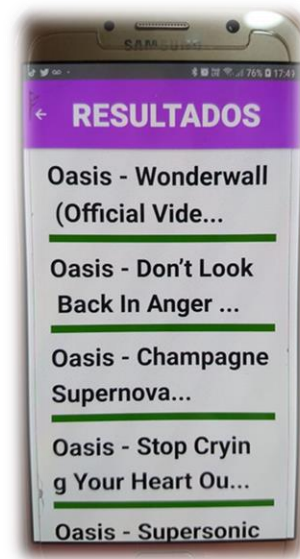 SAMSUNG
76% 17:41
RESULTADOS
Oasis - Wonderwall
(Official Vide...
Oasis - Don't Look
Back In Anger ...
Oasis - Champagne
Supernova...
Oasis - Stop Cryin
g Your Heart Ou...
Oasis - Supersonic